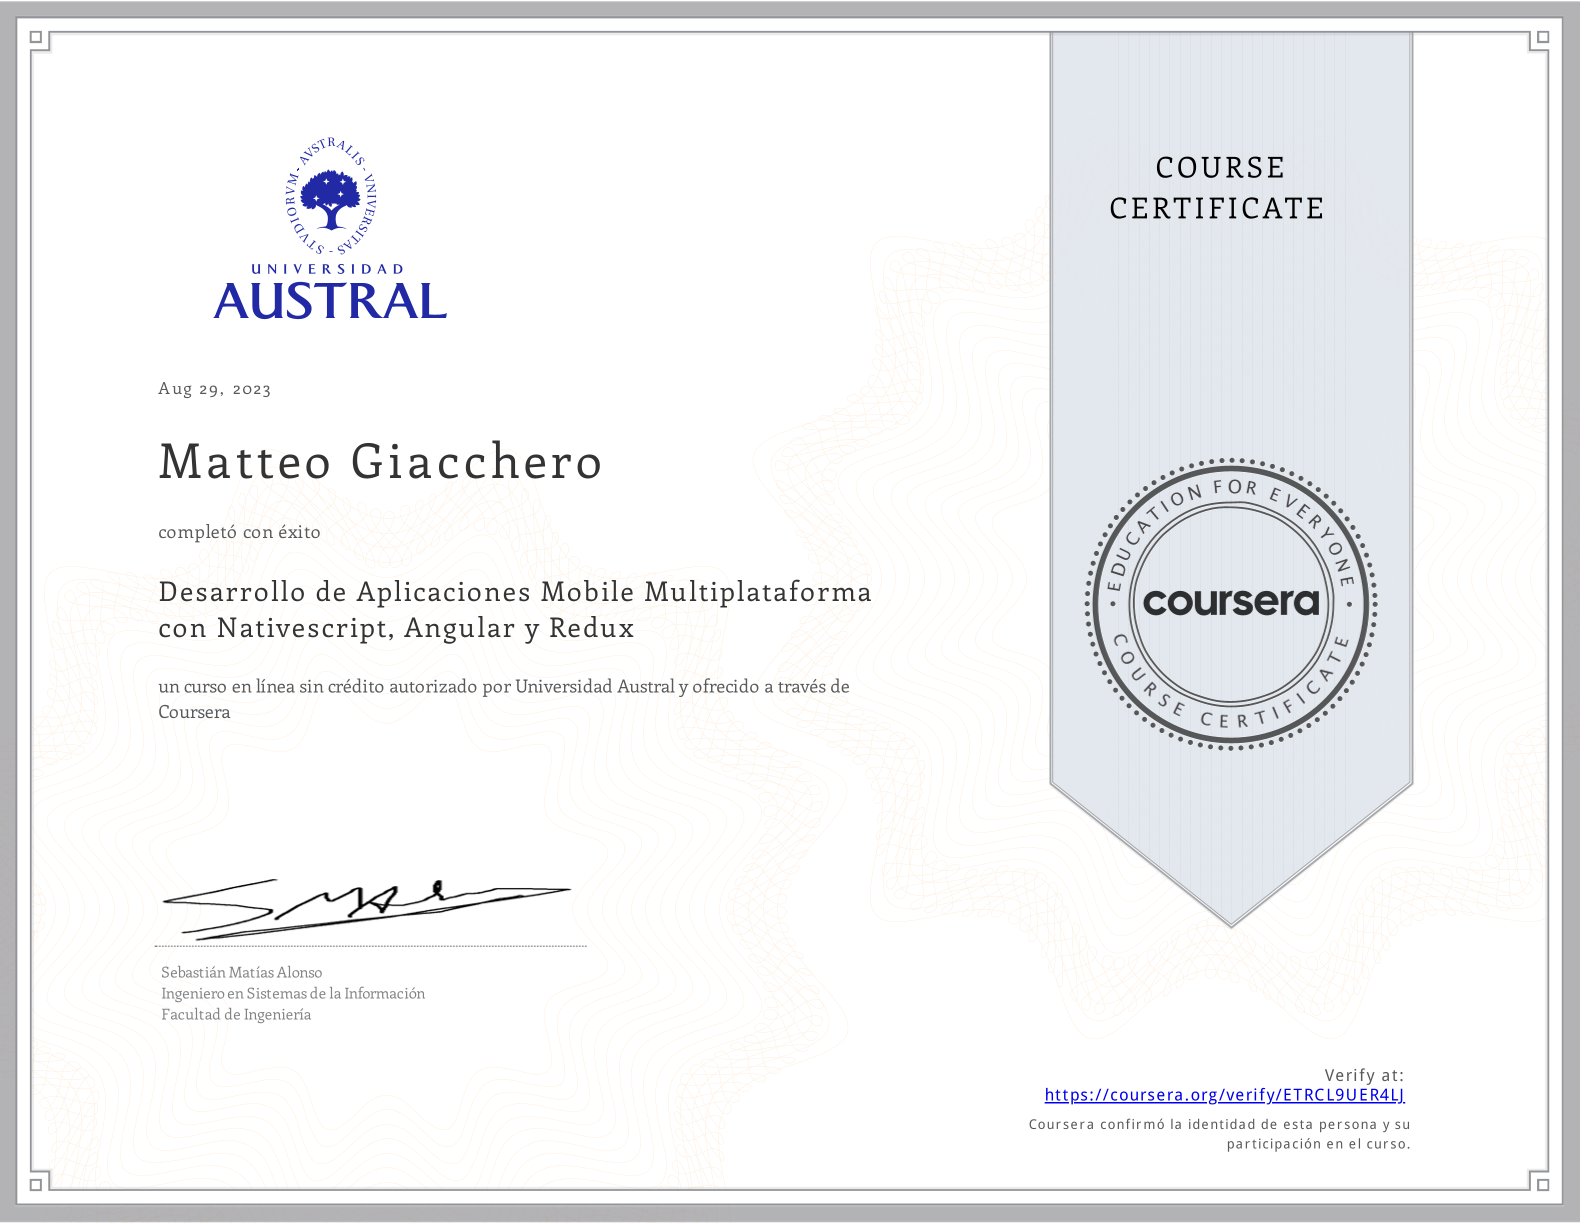 STVDIORVM - AVSTRALIS - VNIVERSITAS -
UNIVERSIDAD
AUSTRAL
COURSE
CERTIFICATE
Aug 29, 2023
Matteo Giacchero
completó con éxito
Desarrollo de Aplicaciones Mobile Multiplataforma
con Nativescript, Angular y Redux
un curso en línea sin crédito autorizado por Universidad Austral y ofrecido a través de
Coursera
• EDUCATION FOR EVERYONE •
coursera
COURSE CERTIFICATE
Sebastián Matías Alonso
Ingeniero en Sistemas de la Información
Facultad de Ingeniería
Verify at:
https://coursera.org/verify/ETRCL9UER4LJ
Coursera confirmó la identidad de esta persona y su
participación en el curso.